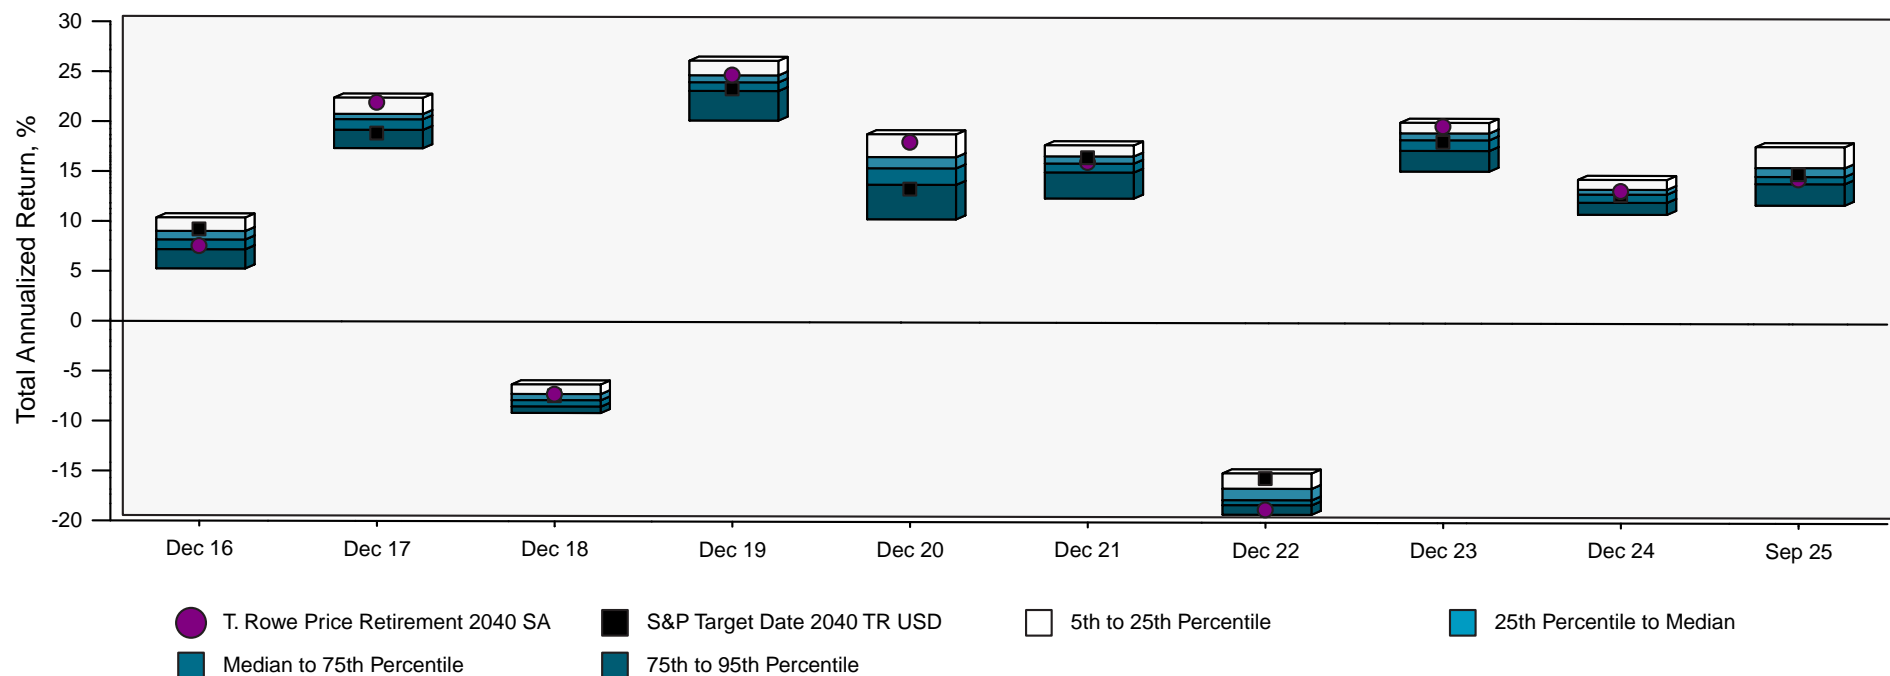 30
25
20
15
10
5
0
-5
-10
-15
-20
Total Annualized Return, %
Dec 16 Dec 17 Dec 18 Dec 19 Dec 20 Dec 21 Dec 22 Dec 23 Dec 24 Sep 25
T. Rowe Price Retirement 2040 SA S&P Target Date 2040 TR USD 5th to 25th Percentile 25th Percentile to Median
Median to 75th Percentile 75th to 95th Percentile